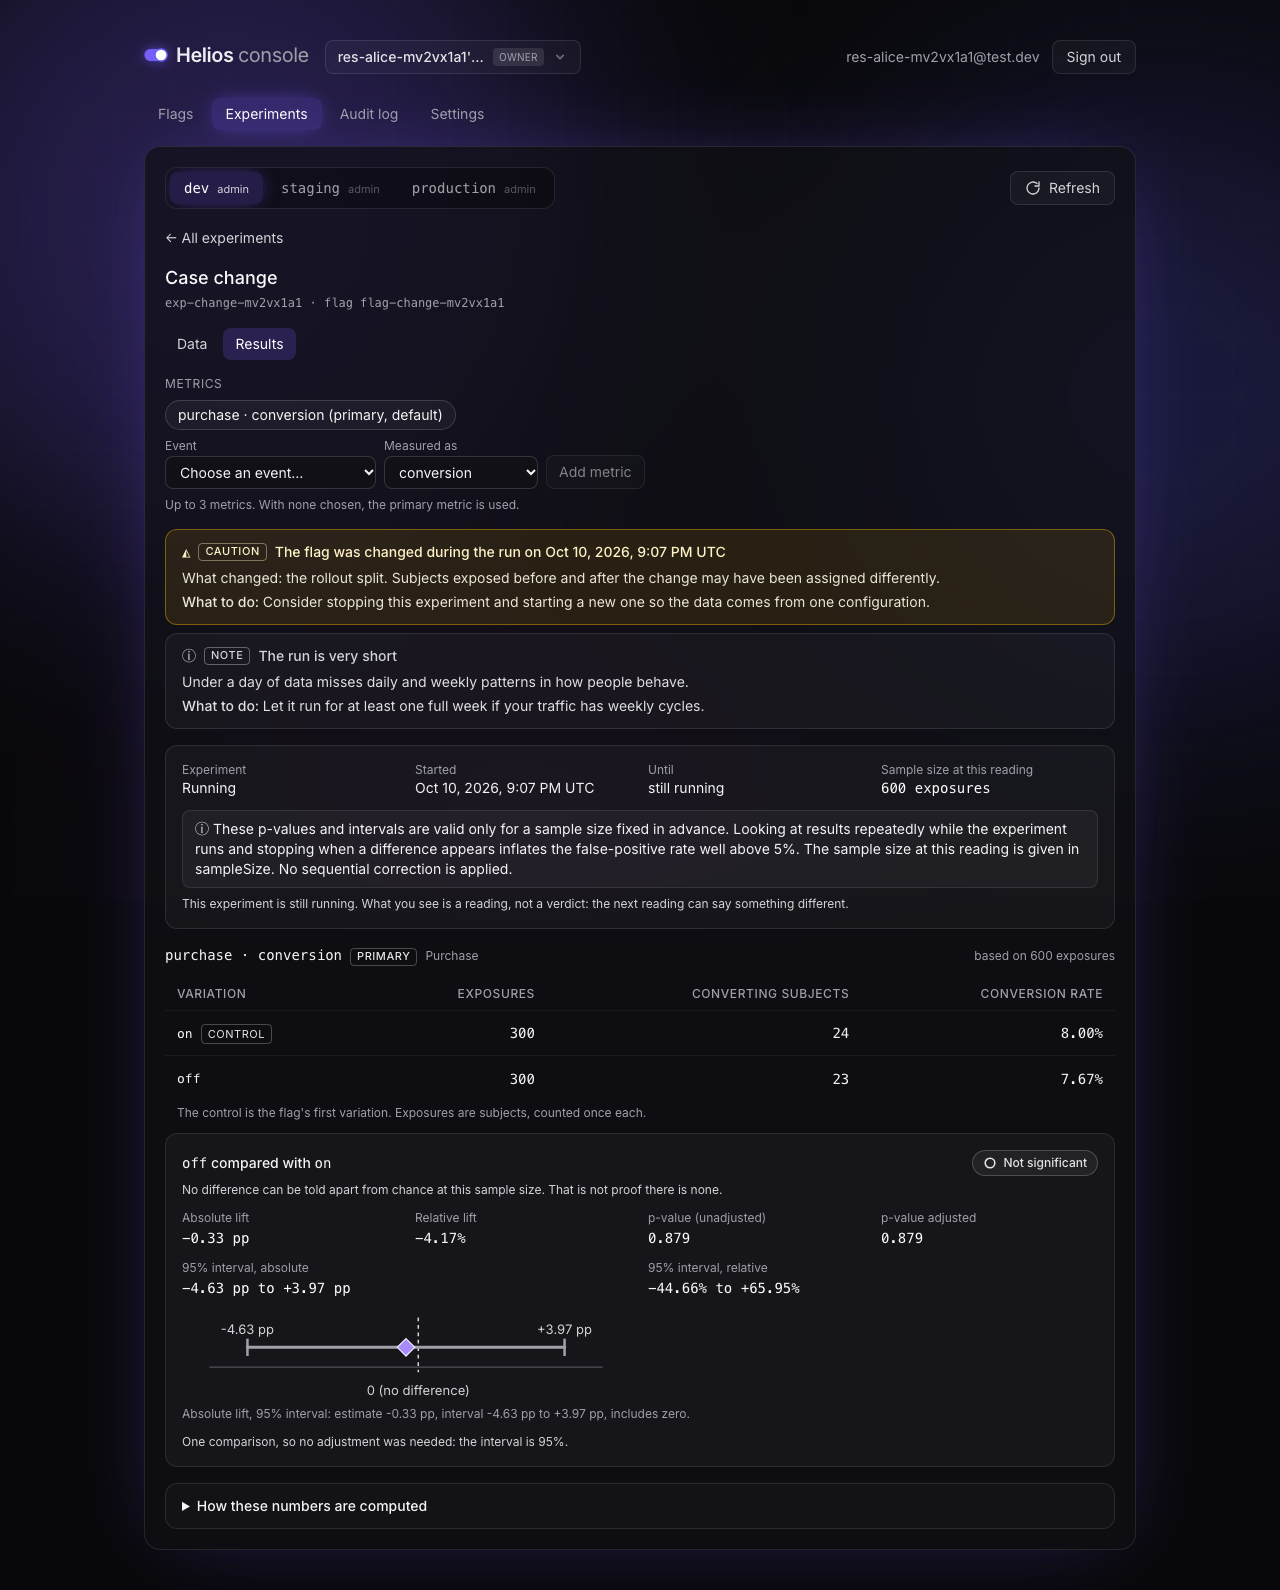 Helios console
res-alice-mv2vx1a1'... OWNER
res-alice-mv2vx1a1@test.dev
Sign out
Flags
Experiments
Audit log
Settings
dev admin
staging admin
production admin
Refresh
← All experiments
Case change
exp-change-mv2vx1a1 · flag flag-change-mv2vx1a1
Data
Results
METRICS
purchase · conversion (primary, default)
Event
Measured as
Choose an event...
conversion
Add metric
Up to 3 metrics. With none chosen, the primary metric is used.
CAUTION The flag was changed during the run on Oct 10, 2026, 9:07 PM UTC
What changed: the rollout split. Subjects exposed before and after the change may have been assigned differently.
What to do: Consider stopping this experiment and starting a new one so the data comes from one configuration.
ⓘ NOTE The run is very short
Under a day of data misses daily and weekly patterns in how people behave.
What to do: Let it run for at least one full week if your traffic has weekly cycles.
Experiment
Running
Started
Oct 10, 2026, 9:07 PM UTC
Until
still running
Sample size at this reading
600 exposures
ⓘ These p-values and intervals are valid only for a sample size fixed in advance. Looking at results repeatedly while the experiment
runs and stopping when a difference appears inflates the false-positive rate well above 5%. The sample size at this reading is given in
sampleSize. No sequential correction is applied.
This experiment is still running. What you see is a reading, not a verdict: the next reading can say something different.
purchase · conversion PRIMARY Purchase
based on 600 exposures
VARIATION EXPOSURES CONVERTING SUBJECTS CONVERSION RATE
on CONTROL 300 24 8.00%
off 300 23 7.67%
The control is the flag's first variation. Exposures are subjects, counted once each.
off compared with on
Not significant
No difference can be told apart from chance at this sample size. That is not proof there is none.
Absolute lift
−0.33 pp
Relative lift
−4.17%
p-value (unadjusted)
0.879
p-value adjusted
0.879
95% interval, absolute
−4.63 pp to +3.97 pp
95% interval, relative
−44.66% to +65.95%
-4.63 pp
+3.97 pp
0 (no difference)
Absolute lift, 95% interval: estimate -0.33 pp, interval -4.63 pp to +3.97 pp, includes zero.
One comparison, so no adjustment was needed: the interval is 95%.
How these numbers are computed